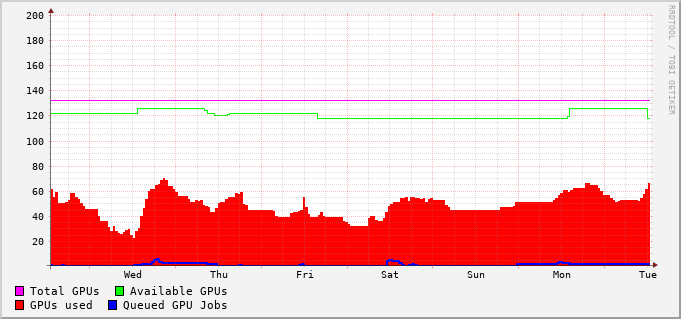 200
180
160
140
120
100
80
60
40
20
Wed Thu Fri Sat Sun Mon Tue
Total GPUs Available GPUs
GPUs used Queued GPU Jobs
RRDTOOL / TOBI OETIKER